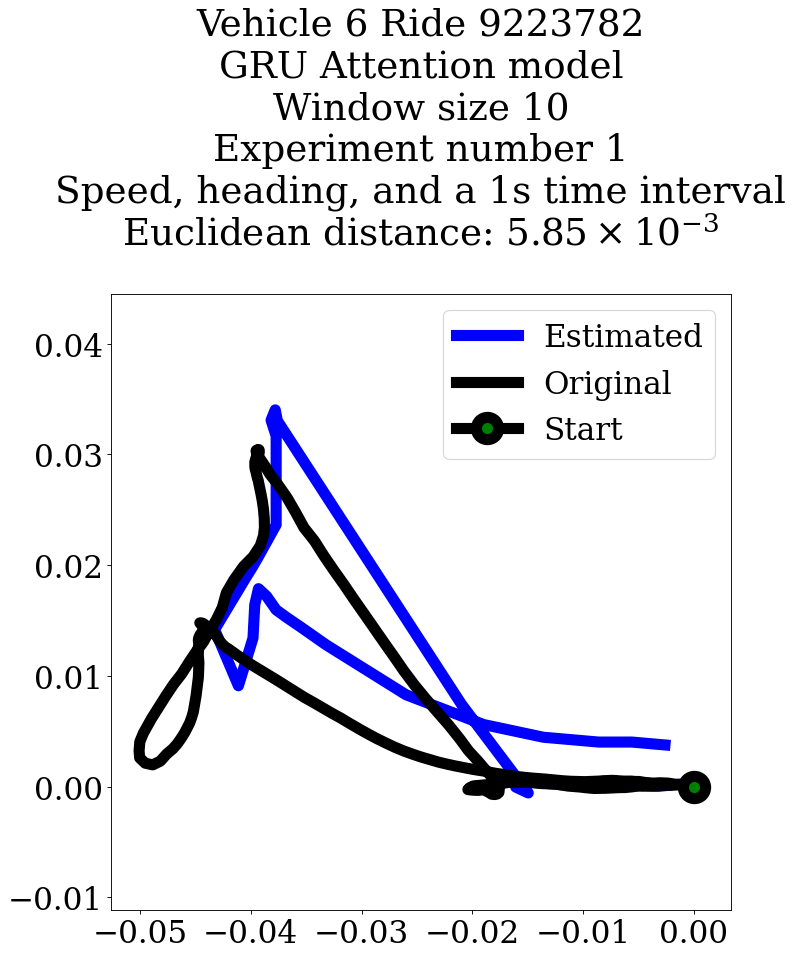 Vehicle 6 Ride 9223782
GRU Attention model
Window size 10
Experiment number 1
Speed, heading, and a 1s time interval
Euclidean distance: 5.85 × 10⁻³
Estimated
Original
Start
0.04
0.03
0.02
0.01
0.00
−0.01
−0.05 −0.04 −0.03 −0.02 −0.01 0.00